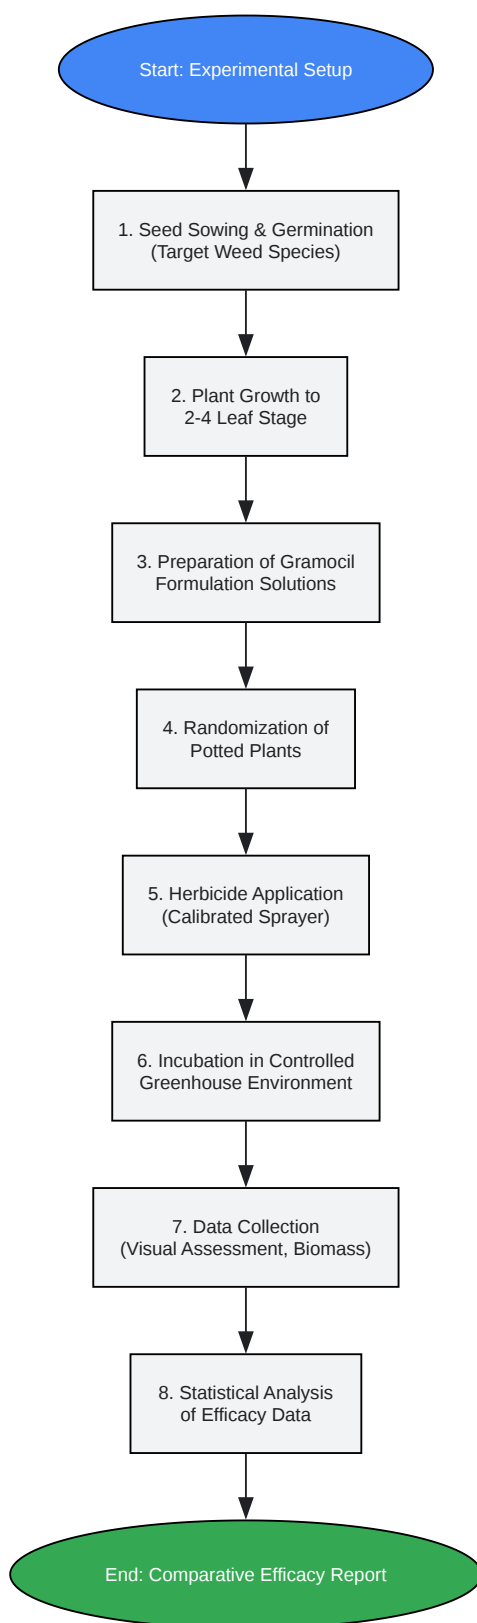 Start: Experimental Setup
1. Seed Sowing & Germination
(Target Weed Species)
2. Plant Growth to
2-4 Leaf Stage
3. Preparation of Gramocil
Formulation Solutions
4. Randomization of
Potted Plants
5. Herbicide Application
(Calibrated Sprayer)
6. Incubation in Controlled
Greenhouse Environment
7. Data Collection
(Visual Assessment, Biomass)
8. Statistical Analysis
of Efficacy Data
End: Comparative Efficacy Report